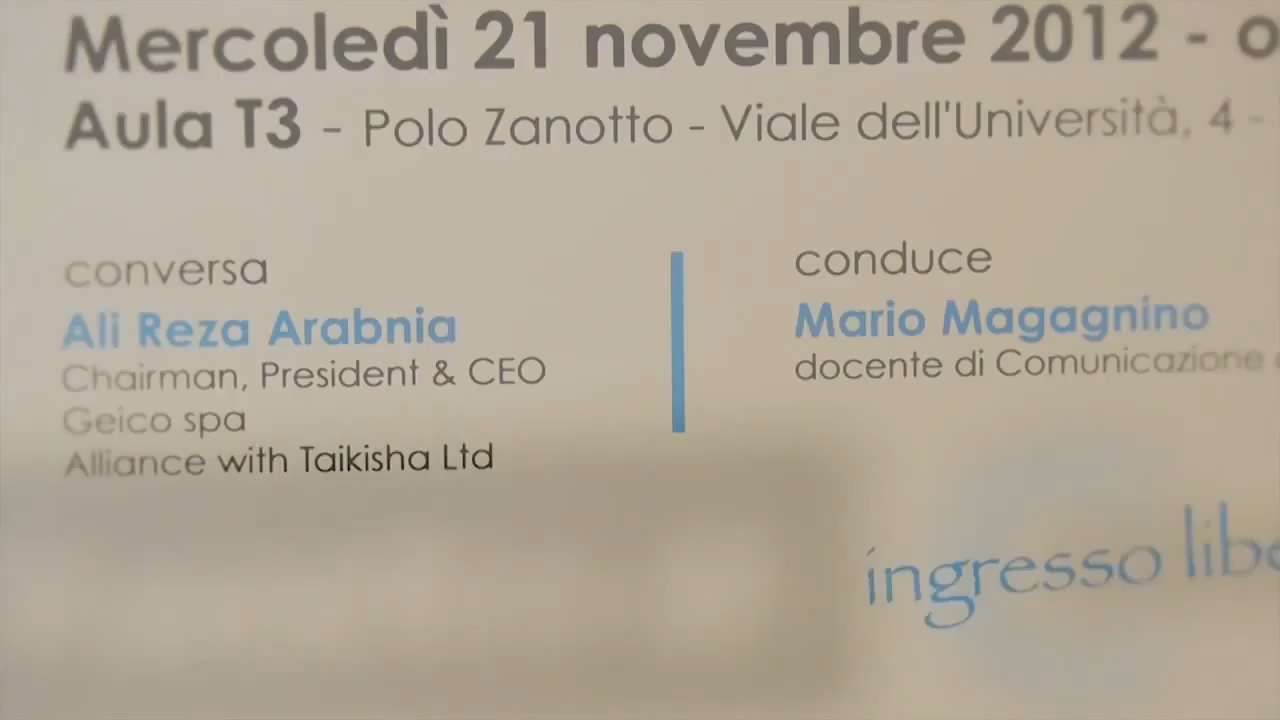 Mercoledì 21 novembre 2012 - o
Aula T3 - Polo Zanotto - Viale dell'Università, 4 -
conversa
Ali Reza Arabnia
Chairman, President & CEO
Geico spa
Alliance with Taikisha Ltd
conduce
Mario Magagnino
docente di Comunicazione
ingresso libe